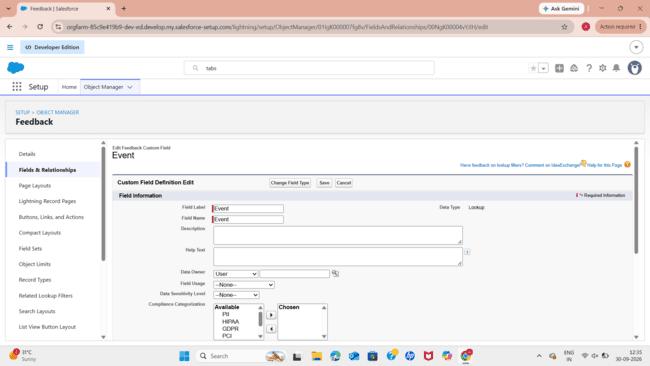 Feedback | Salesforce
Ask Gemini
orgfarm-85c9e419b9-dev-ed.develop.my.salesforce-setup.com/lightning/setup/ObjectManager/01IgK000007fg8v/FieldsAndRelationships/00NgK00004vYrlH/edit
Action required
Developer Edition
tabs
Setup
Home
Object Manager
SETUP > OBJECT MANAGER
Feedback
Details
Fields & Relationships
Page Layouts
Lightning Record Pages
Buttons, Links, and Actions
Compact Layouts
Field Sets
Object Limits
Record Types
Related Lookup Filters
Search Layouts
List View Button Layout
Edit Feedback Custom Field
Event
Have feedback on lookup filters? Comment on IdeaExchange
Help for this Page
Custom Field Definition Edit
Change Field Type
Save
Cancel
Field Information
= Required Information
Field Label
Event
Data Type
Lookup
Field Name
Event
Description
Help Text
i
Data Owner
User
Field Usage
--None--
Data Sensitivity Level
--None--
Compliance Categorization
Available
PII
HIPAA
GDPR
PCI
Chosen
31°C
Sunny
Search
ENG
IN
12:35
30-09-2026